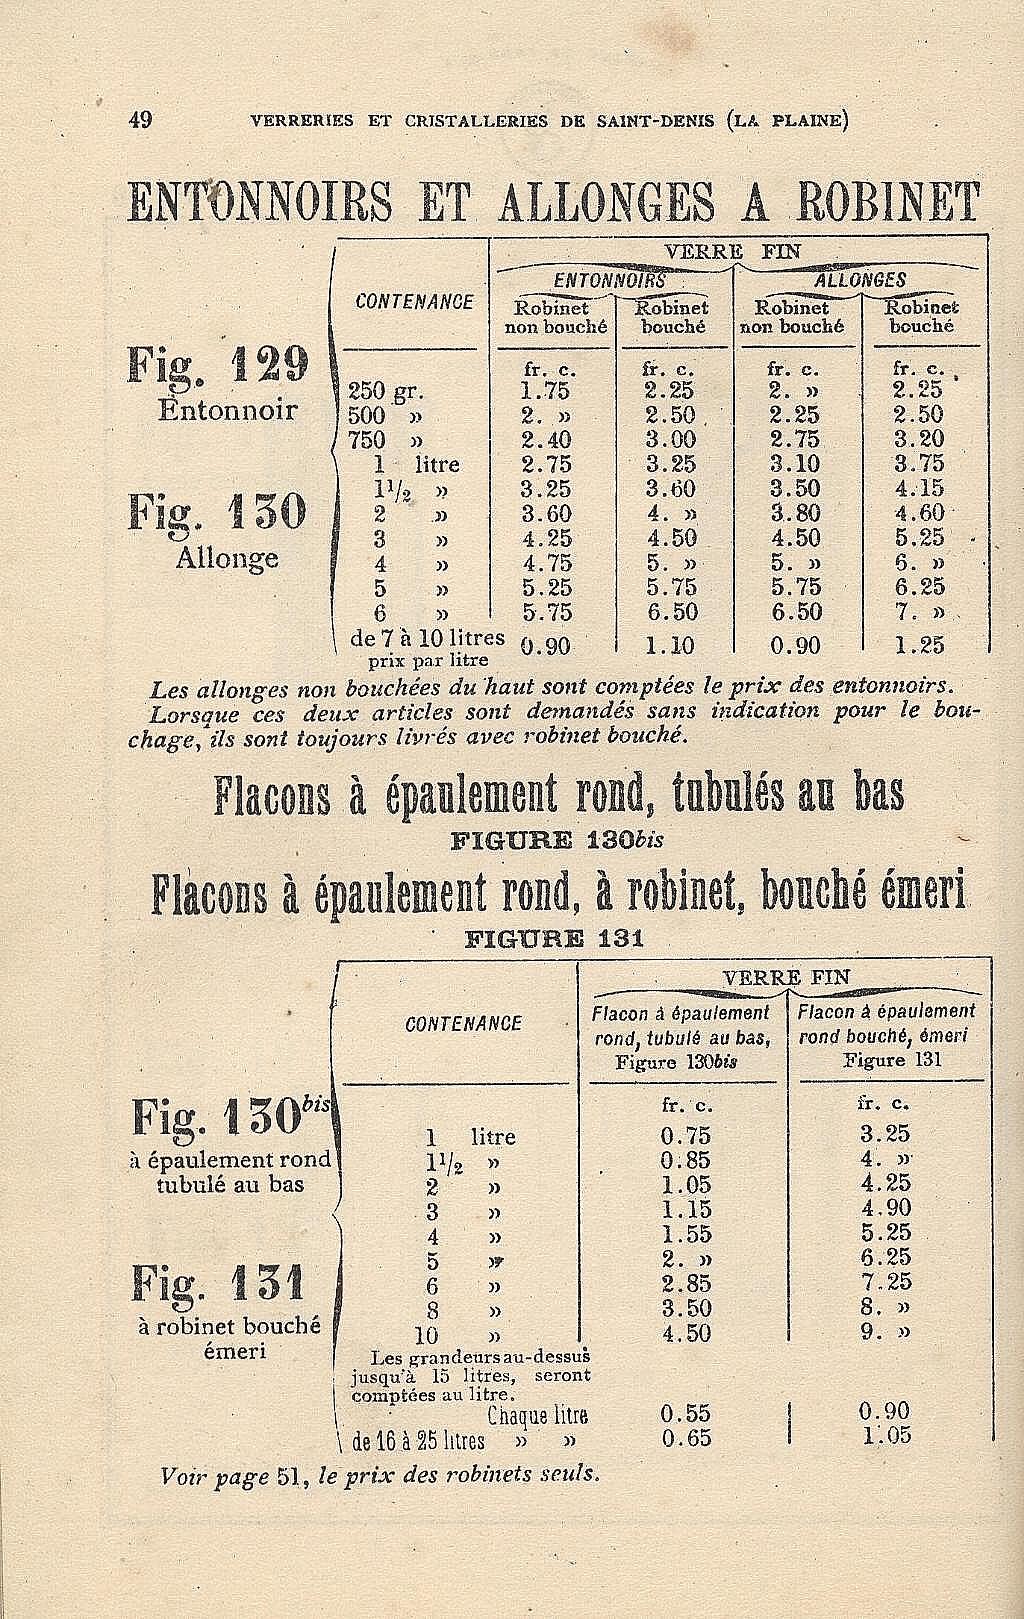 49 VERRERIES ET CRISTALLERIES DE SAINT-DENIS (LA PLAINE)
ENTONNOIRS ET ALLONGES A ROBINET
VERRE FIN
ENTONNOIRS ALLONGES
CONTENANCE
Robinet non bouché Robinet bouché Robinet non bouché Robinet bouché
fr. c. fr. c. fr. c. fr. c.
Fig. 129
Entonnoir
Fig. 130
Allonge
250 gr. 1.75 2.25 2. » 2.25
500 » 2. » 2.50 2.25 2.50
750 » 2.40 3.00 2.75 3.20
1 litre 2.75 3.25 3.10 3.75
1 1/2 » 3.25 3.60 3.50 4.15
2 » 3.60 4. » 3.80 4.60
3 » 4.25 4.50 4.50 5.25
4 » 4.75 5. » 5. » 6. »
5 » 5.25 5.75 5.75 6.25
6 » 5.75 6.50 6.50 7. »
de 7 à 10 litres 0.90 1.10 0.90 1.25
prix par litre
Les allonges non bouchées du haut sont comptées le prix des entonnoirs.
Lorsque ces deux articles sont demandés sans indication pour le bou-
chage, ils sont toujours livrés avec robinet bouché.
Flacons à épaulement rond, tubulés au bas
FIGURE 130bis
Flacons à épaulement rond, à robinet, bouché émeri
FIGURE 131
VERRE FIN
CONTENANCE
Flacon à épaulement rond, tubulé au bas, Figure 130bis
Flacon à épaulement rond bouché, émeri Figure 131
fr. c. fr. c.
Fig. 130bis
à épaulement rond
tubulé au bas
Fig. 131
à robinet bouché
émeri
1 litre 0.75 3.25
1 1/2 » 0.85 4. »
2 » 1.05 4.25
3 » 1.15 4.90
4 » 1.55 5.25
5 » 2. » 6.25
6 » 2.85 7.25
8 » 3.50 8. »
10 » 4.50 9. »
Les grandeurs au-dessus
jusqu'à 15 litres, seront
comptées au litre.
Chaque litre 0.55 0.90
de 16 à 25 litres » » 0.65 1.05
Voir page 51, le prix des robinets seuls.